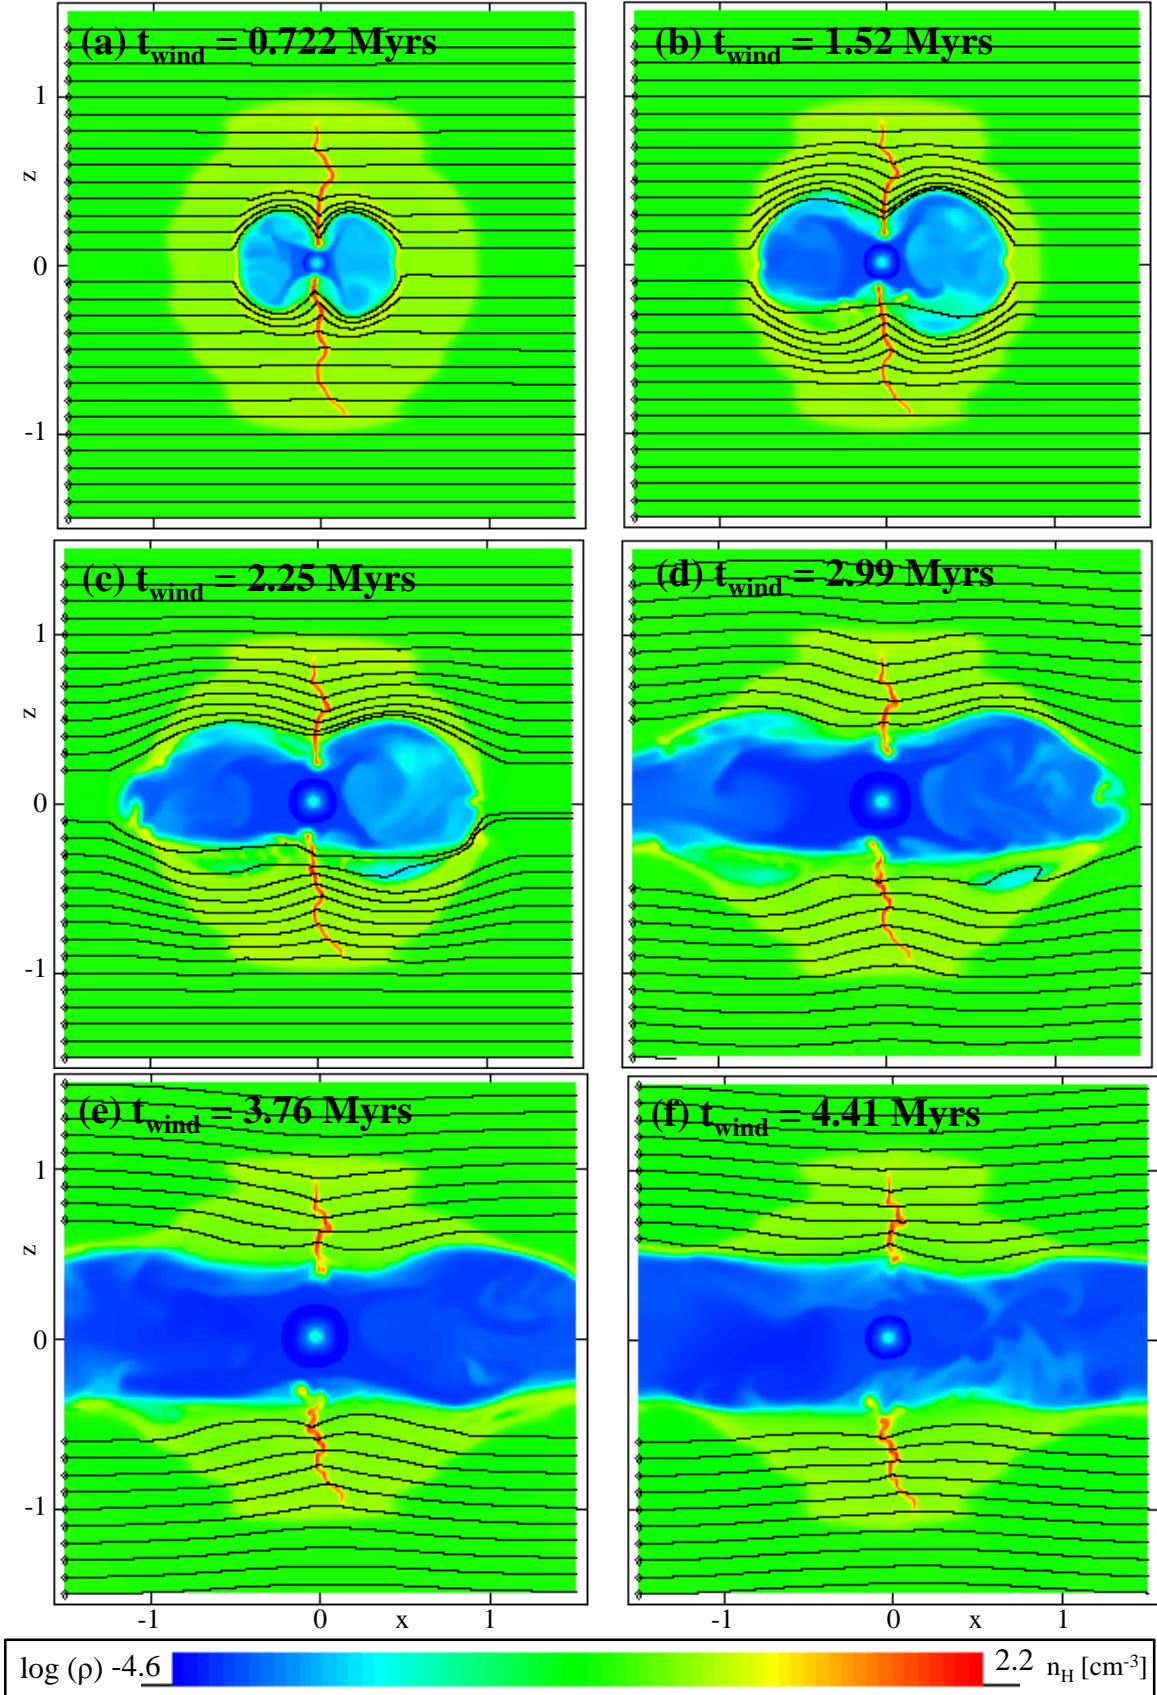 (a) t_wind = 0.722 Myrs
(b) t_wind = 1.52 Myrs
1
z
0
-1
(c) t_wind = 2.25 Myrs
(d) t_wind = 2.99 Myrs
1
z
0
-1
(e) t_wind = 3.76 Myrs
(f) t_wind = 4.41 Myrs
1
z
0
-1
-1 0 x 1
-1 0 x 1
log (ρ) -4.6 2.2 n_H [cm⁻³]